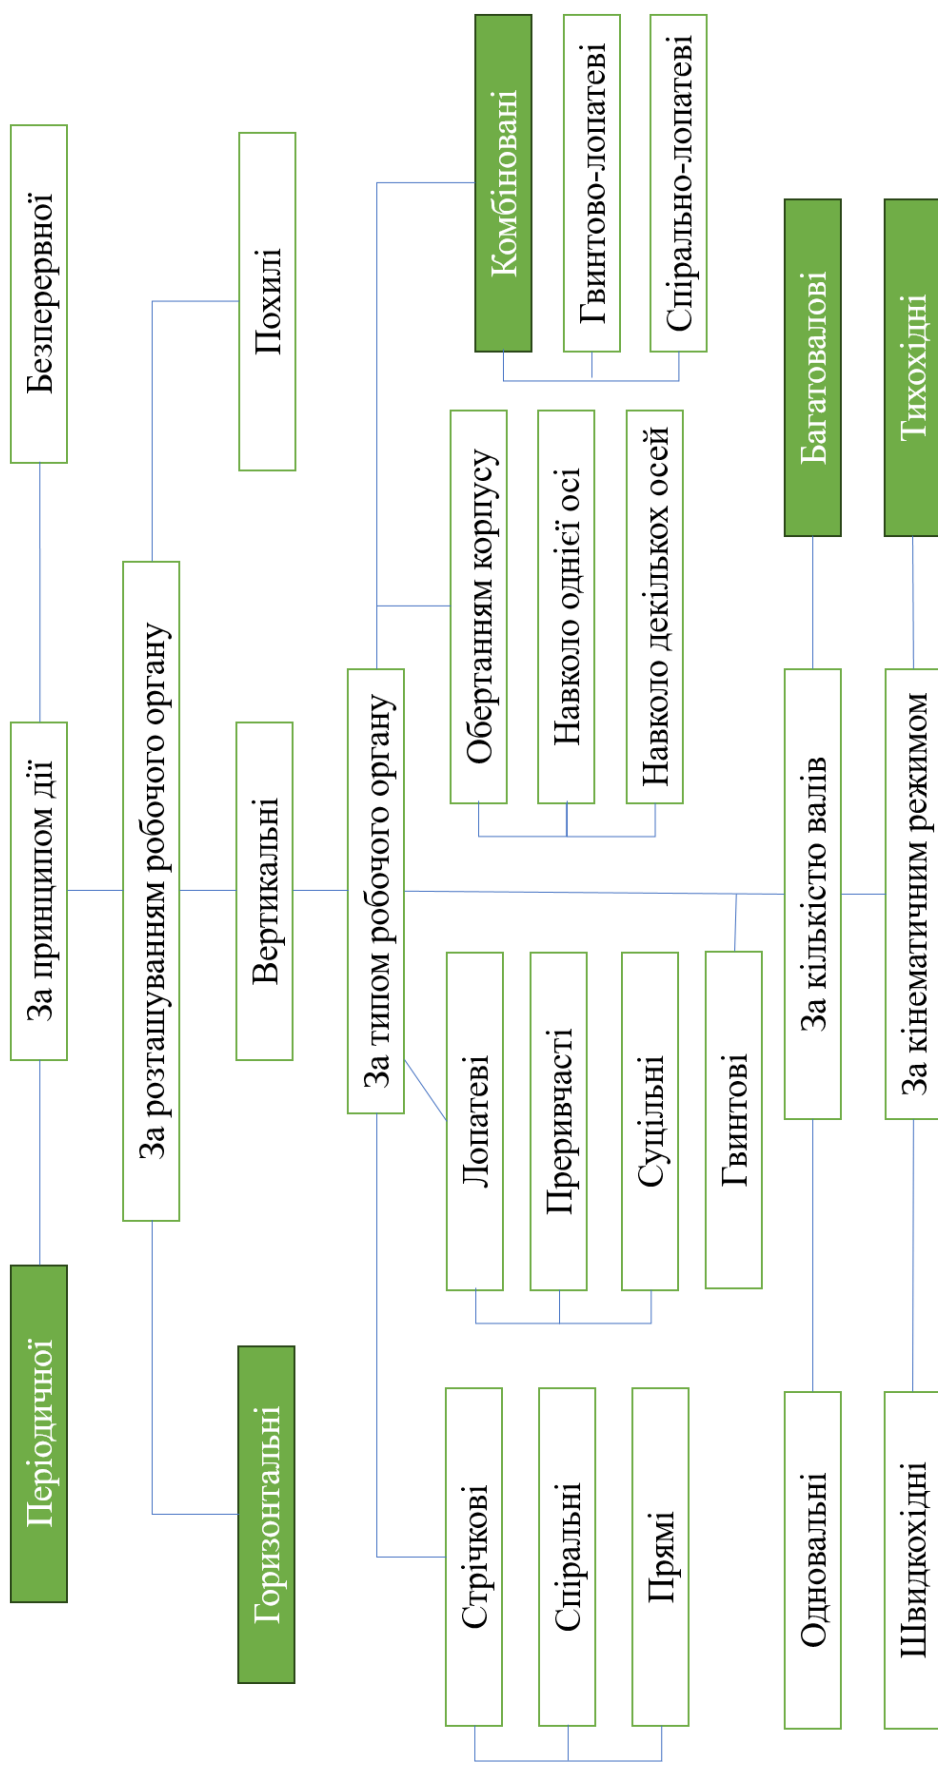 За принципом дії
Періодичної
Безперервної
За розташуванням робочого органу
Горизонтальні
Вертикальні
Похилі
За типом робочого органу
Стрічкові
Спіральні
Прямі
Лопатеві
Преривчасті
Суцільні
Гвинтові
Обертанням корпусу
Навколо однієї осі
Навколо декількох осей
Комбіновані
Гвинтово-лопатеві
Спірально-лопатеві
За кількістю валів
Одновальні
Багатовалові
За кінематичним режимом
Швидкохідні
Тихохідні